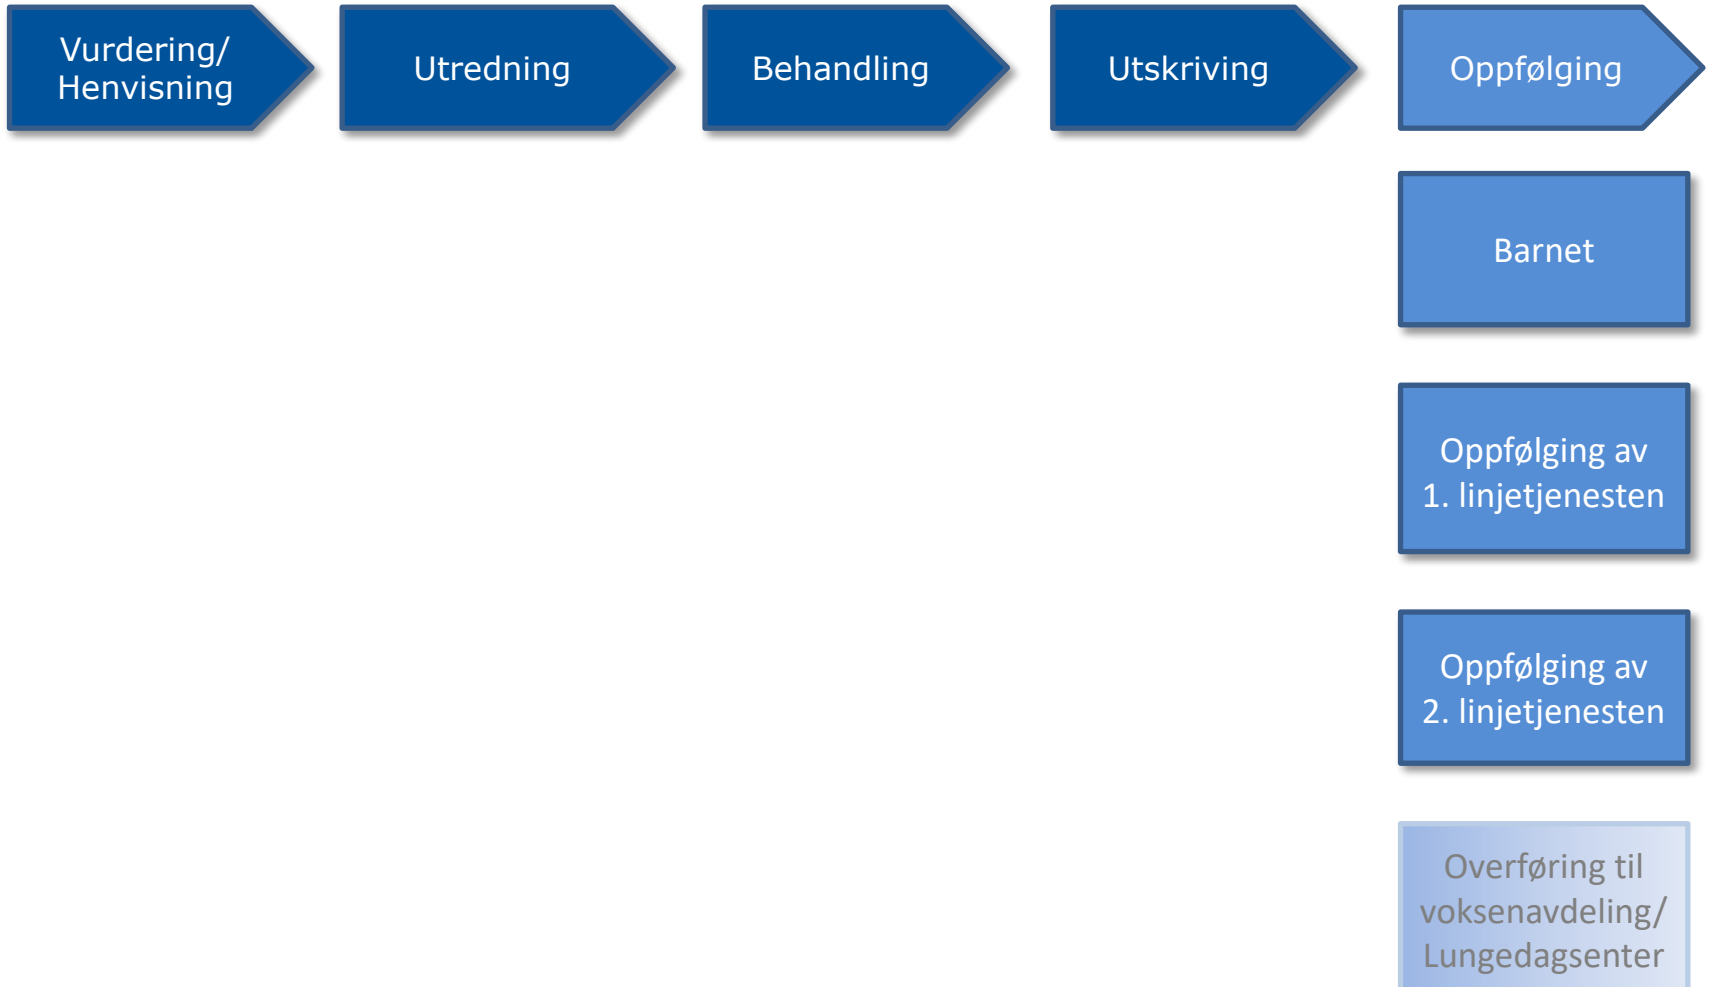 Vurdering/
Henvisning
Utredning
Behandling
Utskriving
Oppfølging
Barnet
Oppfølging av
1. linjetjenesten
Oppfølging av
2. linjetjenesten
Overføring til
voksenavdeling/
Lungedagsenter